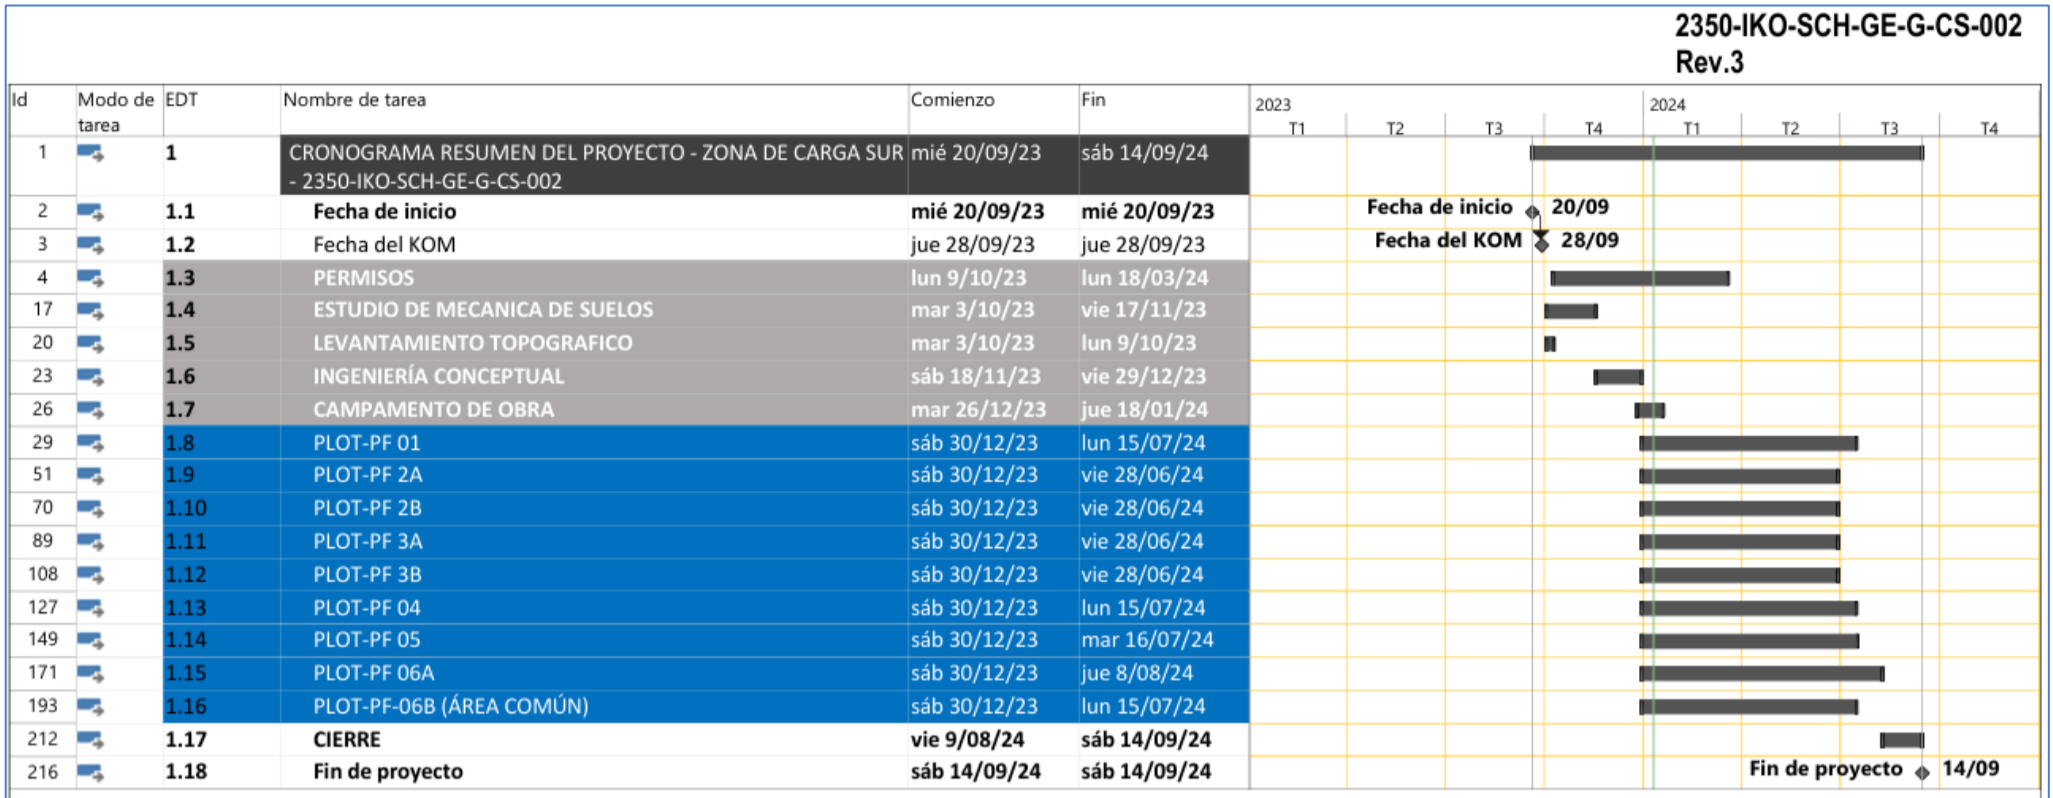 2350-IKO-SCH-GE-G-CS-002
Rev.3
Id Modo de tarea EDT Nombre de tarea Comienzo Fin 2023 2024
T1 T2 T3 T4 T1 T2 T3 T4
1 1 CRONOGRAMA RESUMEN DEL PROYECTO - ZONA DE CARGA SUR mié 20/09/23 sáb 14/09/24
- 2350-IKO-SCH-GE-G-CS-002
2 1.1 Fecha de inicio mié 20/09/23 mié 20/09/23 Fecha de inicio 20/09
3 1.2 Fecha del KOM jue 28/09/23 jue 28/09/23 Fecha del KOM 28/09
4 1.3 PERMISOS lun 9/10/23 lun 18/03/24
17 1.4 ESTUDIO DE MECANICA DE SUELOS mar 3/10/23 vie 17/11/23
20 1.5 LEVANTAMIENTO TOPOGRAFICO mar 3/10/23 lun 9/10/23
23 1.6 INGENIERÍA CONCEPTUAL sáb 18/11/23 vie 29/12/23
26 1.7 CAMPAMENTO DE OBRA mar 26/12/23 jue 18/01/24
29 1.8 PLOT-PF 01 sáb 30/12/23 lun 15/07/24
51 1.9 PLOT-PF 2A sáb 30/12/23 vie 28/06/24
70 1.10 PLOT-PF 2B sáb 30/12/23 vie 28/06/24
89 1.11 PLOT-PF 3A sáb 30/12/23 vie 28/06/24
108 1.12 PLOT-PF 3B sáb 30/12/23 vie 28/06/24
127 1.13 PLOT-PF 04 sáb 30/12/23 lun 15/07/24
149 1.14 PLOT-PF 05 sáb 30/12/23 mar 16/07/24
171 1.15 PLOT-PF 06A sáb 30/12/23 jue 8/08/24
193 1.16 PLOT-PF-06B (ÁREA COMÚN) sáb 30/12/23 lun 15/07/24
212 1.17 CIERRE vie 9/08/24 sáb 14/09/24
216 1.18 Fin de proyecto sáb 14/09/24 sáb 14/09/24 Fin de proyecto 14/09